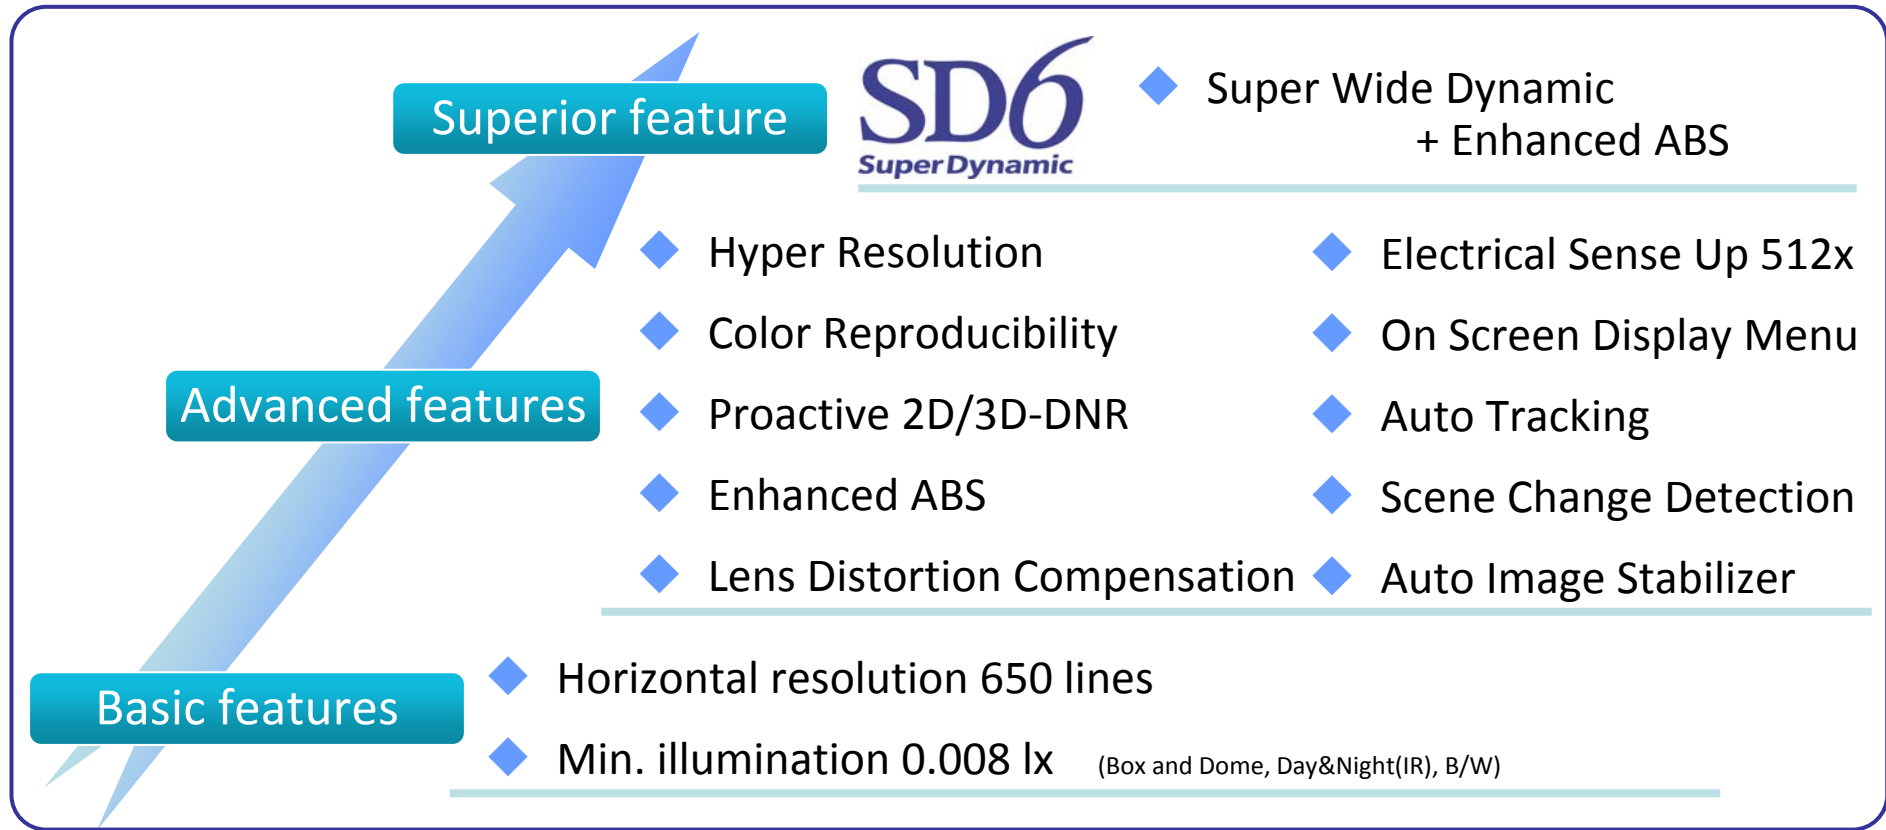 Superior feature
SD6
Super Dynamic
Super Wide Dynamic
+ Enhanced ABS
Advanced features
Hyper Resolution
Color Reproducibility
Proactive 2D/3D-DNR
Enhanced ABS
Lens Distortion Compensation
Electrical Sense Up 512x
On Screen Display Menu
Auto Tracking
Scene Change Detection
Auto Image Stabilizer
Basic features
Horizontal resolution 650 lines
Min. illumination 0.008 lx (Box and Dome, Day&Night(IR), B/W)